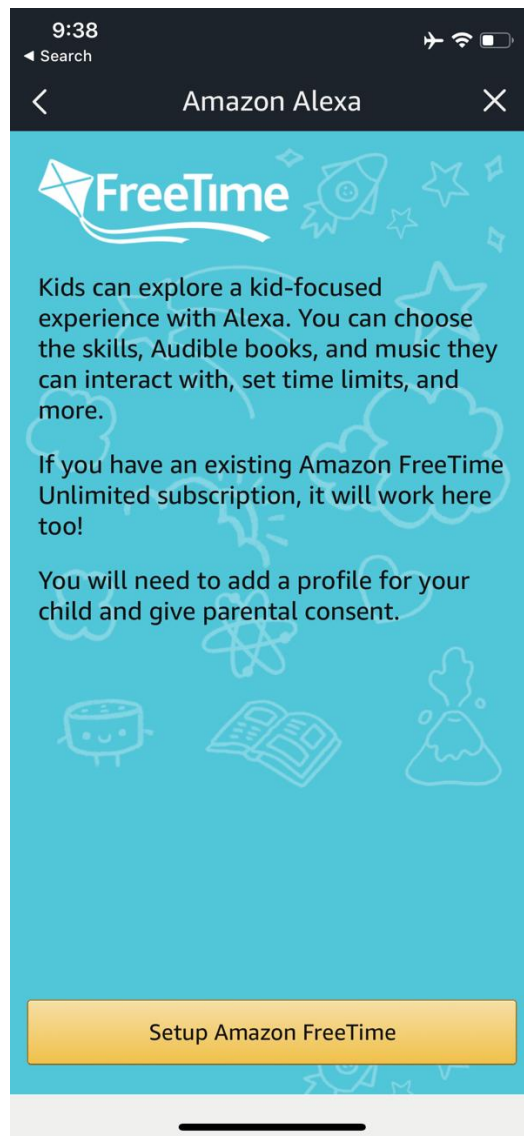 9:38
◀ Search
Amazon Alexa
FreeTime
Kids can explore a kid-focused
experience with Alexa. You can choose
the skills, Audible books, and music they
can interact with, set time limits, and
more.
If you have an existing Amazon FreeTime
Unlimited subscription, it will work here
too!
You will need to add a profile for your
child and give parental consent.
Setup Amazon FreeTime